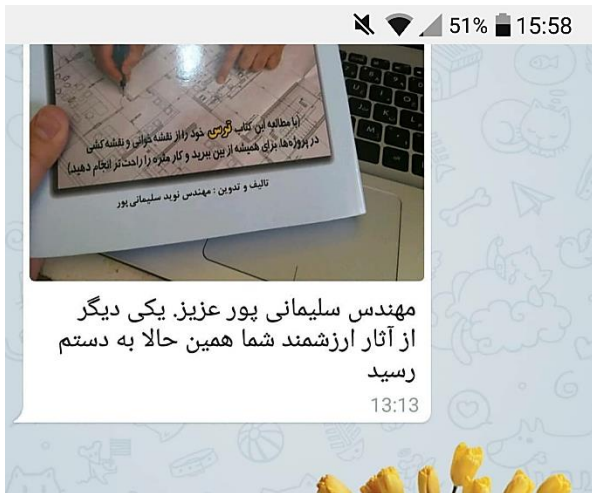 51% 15:58
(با مطالعه این کتاب ترس خود را از نقشه خوانی و نقشه کشی
در پروژه ها، برای همیشه از بین ببرید و کار متره را راحت تر انجام دهید)
تالیف و تدوین : مهندس نوید سلیمانی پور
مهندس سلیمانی پور عزیز. یکی دیگر
از آثار ارزشمند شما همین حالا به دستم
رسید
13:13